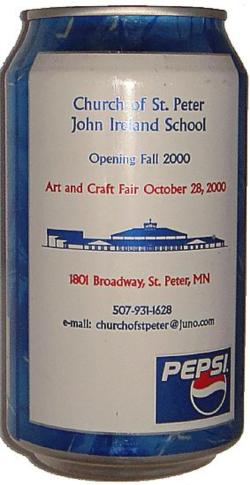 Church of St. Peter
John Ireland School
Opening Fall 2000
Art and Craft Fair October 28, 2000
1801 Broadway, St. Peter, MN
507-931-1628
e-mail: churchofstpeter@juno.com
PEPSI